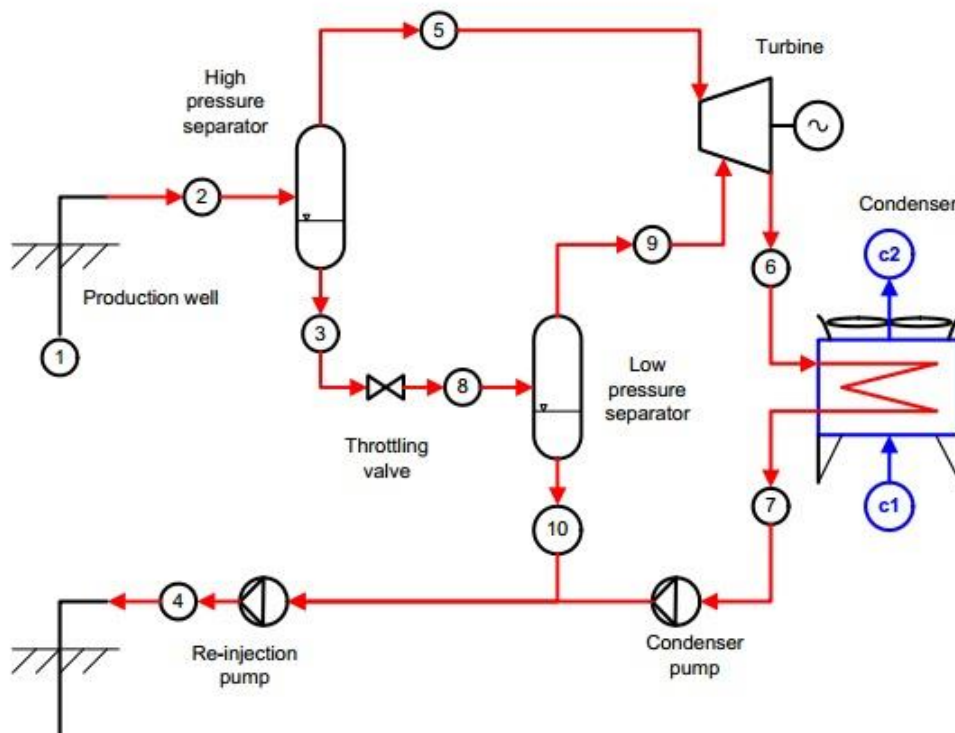 5
Turbine
High
pressure
separator
~
2
Condenser
c2
9
6
Production well
3
1
8
Low
pressure
separator
Throttling
valve
7
c1
10
4
Re-injection
pump
Condenser
pump